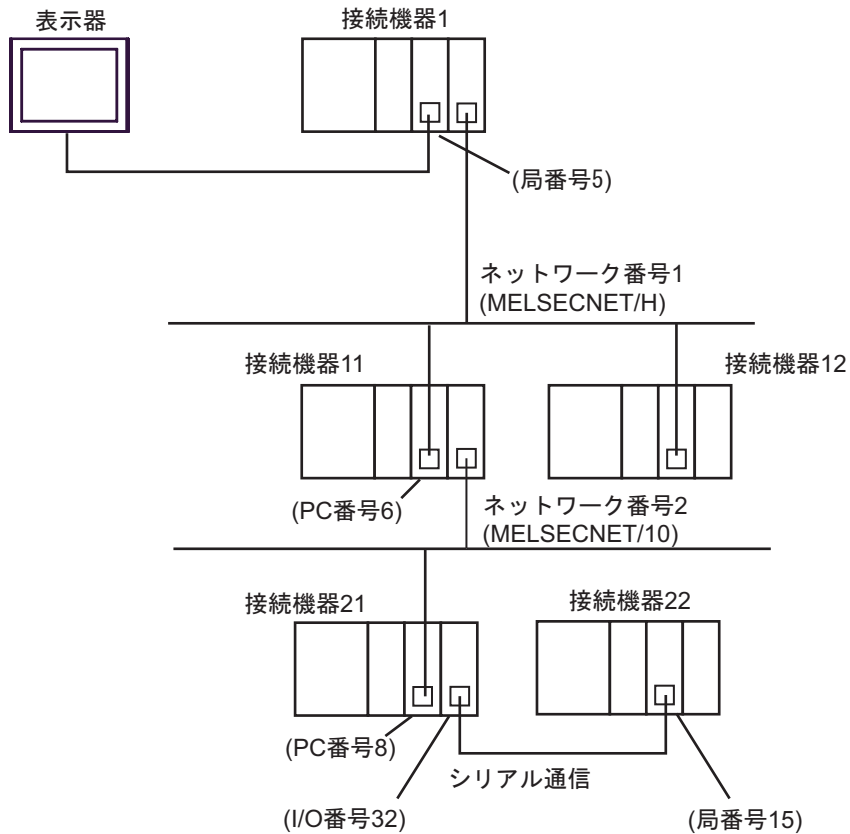 表示器
接続機器1
(局番号5)
ネットワーク番号1
(MELSECNET/H)
接続機器11
接続機器12
(PC番号6)
ネットワーク番号2
(MELSECNET/10)
接続機器21
接続機器22
(PC番号8)
シリアル通信
(I/O番号32)
(局番号15)